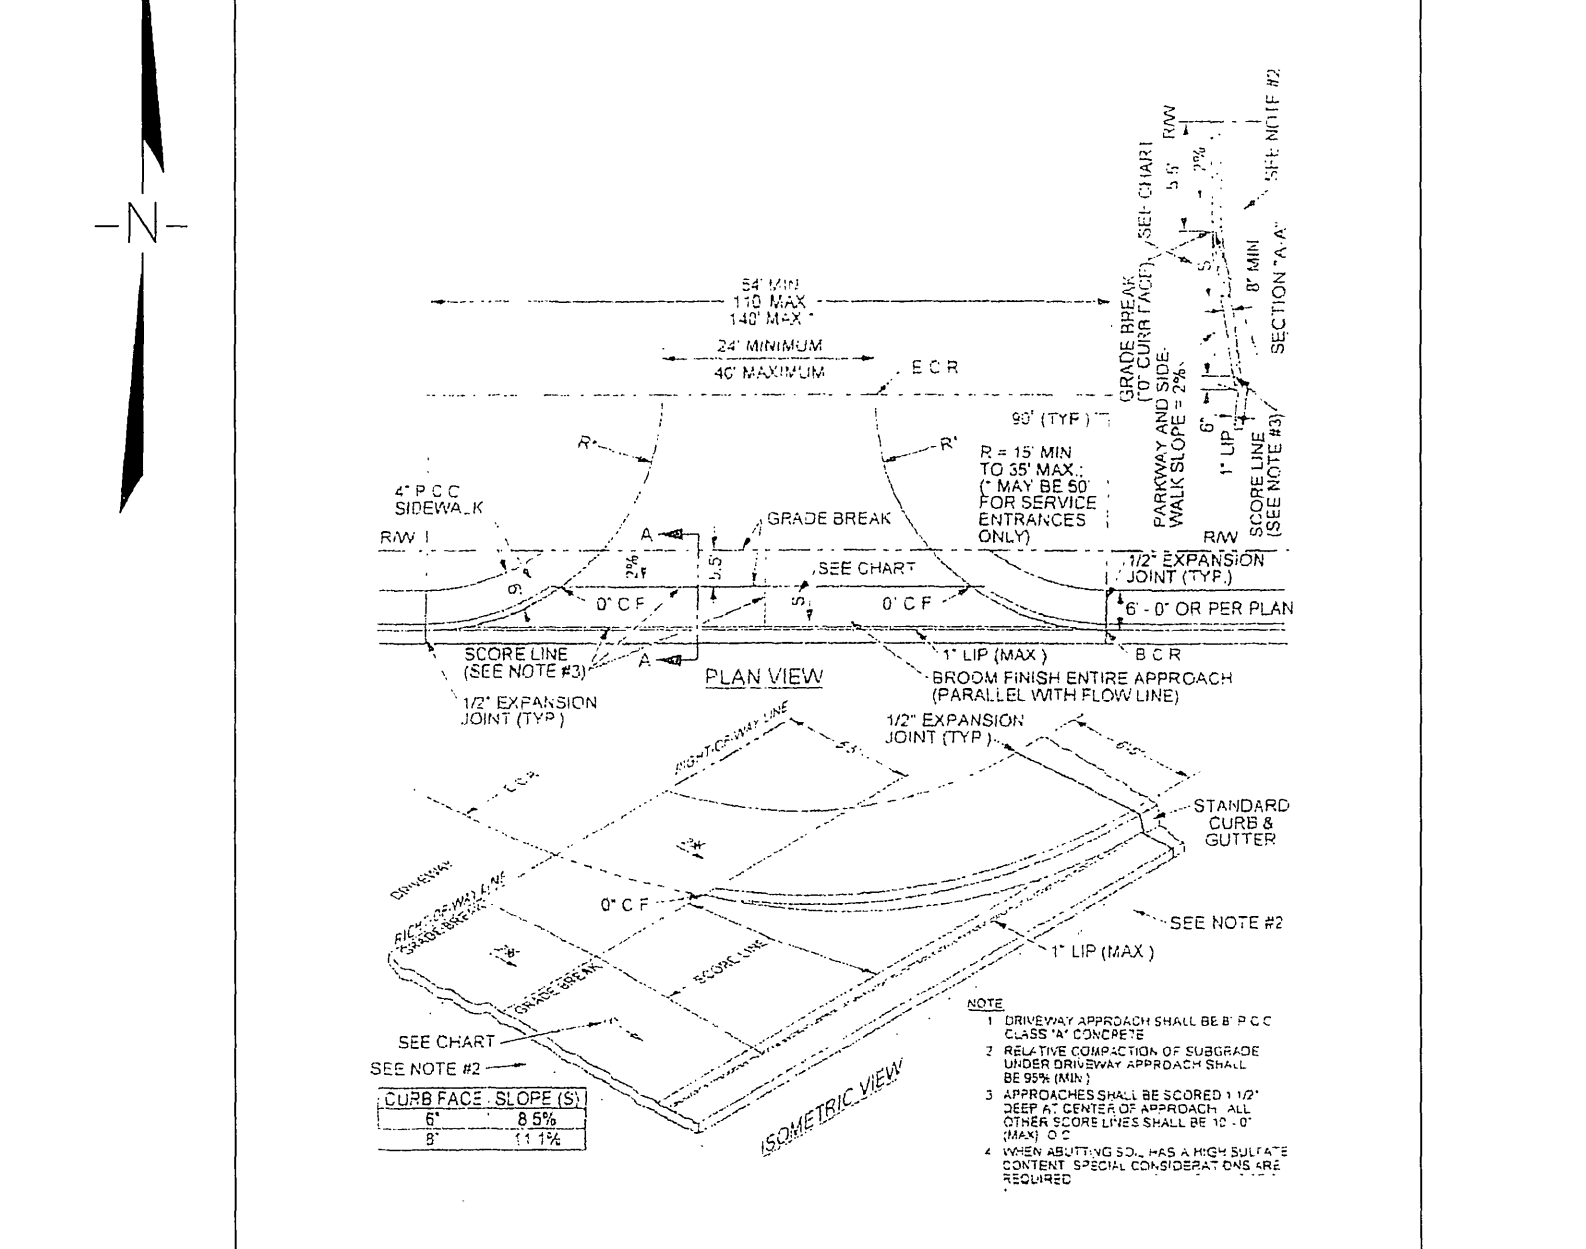 -N-
54' MIN
110' MAX
140' MAX *
24' MINIMUM
40' MAXIMUM
E C R
90' (TYP)
R*
R*
R = 15' MIN
TO 35' MAX.;
(* MAY BE 50'
FOR SERVICE
ENTRANCES
ONLY)
4" P C C
SIDEWALK
R/W
A
GRADE BREAK
R/W
2%
5.5'
SEE CHART
S
1/2" EXPANSION
JOINT (TYP.)
0" C F
0" C F
6' - 0" OR PER PLAN
SCORE LINE
(SEE NOTE #3)
A
1" LIP (MAX )
B C R
PLAN VIEW
BROOM FINISH ENTIRE APPROACH
(PARALLEL WITH FLOW LINE)
1/2" EXPANSION
JOINT (TYP )
R/W
5.5'
2%
SEE NOTE #2
SEE CHART
GRADE BREAK
("0" CURB FACE)
S
8" MIN
SECTION "A-A"
PARKWAY AND SIDE-
WALK SLOPE = 2%
6"
1" LIP
SCORE LINE
(SEE NOTE #3)
RIGHT-OF-WAY LINE
1/2" EXPANSION
JOINT (TYP )
E.C.R.
STANDARD
CURB &
GUTTER
DRIVEWAY
RIGHT-OF-WAY LINE
GRADE BREAK
0" C F
SEE NOTE #2
SCORE LINE
1" LIP (MAX )
GRADE BREAK
SEE CHART
SEE NOTE #2
ISOMETRIC VIEW
CURB FACE SLOPE (S)
6" 8.5%
8" 11.1%
NOTE
1 DRIVEWAY APPROACH SHALL BE 8" P C C
CLASS "A" CONCRETE
2 RELATIVE COMPACTION OF SUBGRADE
UNDER DRIVEWAY APPROACH SHALL
BE 95% (MIN )
3 APPROACHES SHALL BE SCORED 1 1/2"
DEEP AT CENTER OF APPROACH ALL
OTHER SCORE LINES SHALL BE 10' - 0"
(MAX) O C
4 WHEN ABUTTING SOIL HAS A HIGH SULFATE
CONTENT SPECIAL CONSIDERATIONS ARE
REQUIRED